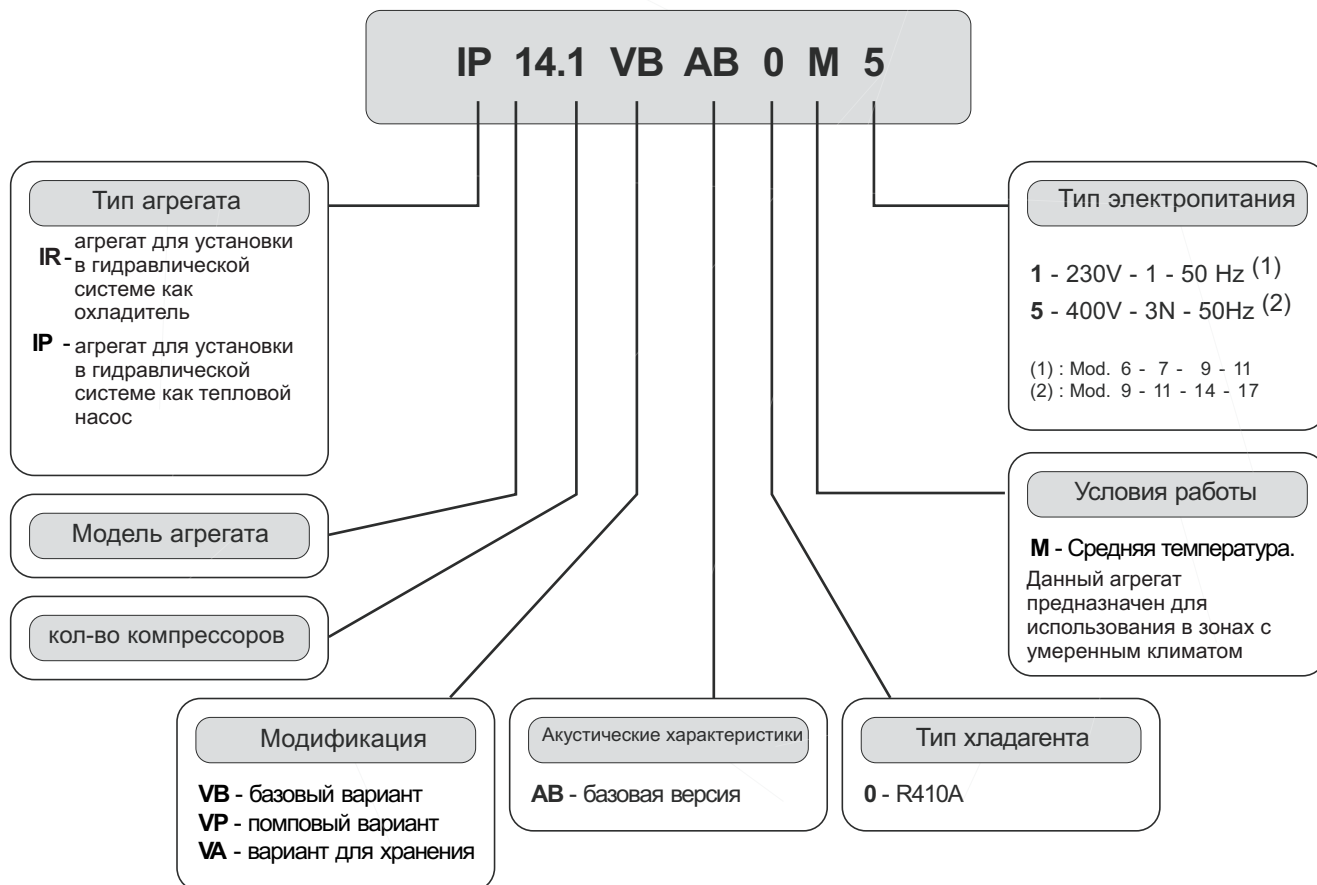 IP 14.1 VB AB 0 M 5
Тип агрегата
IR - агрегат для установки
в гидравлической
системе как
охладитель
IP - агрегат для установки
в гидравлической
системе как тепловой
насос
Модель агрегата
кол-во компрессоров
Модификация
VB - базовый вариант
VP - помповый вариант
VA - вариант для хранения
Акустические характеристики
AB - базовая версия
Тип хладагента
0 - R410A
Тип электропитания
1 - 230V - 1 - 50 Hz (1)
5 - 400V - 3N - 50Hz (2)
(1) : Mod. 6 - 7 - 9 - 11
(2) : Mod. 9 - 11 - 14 - 17
Условия работы
M - Средняя температура.
Данный агрегат
предназначен для
использования в зонах с
умеренным климатом